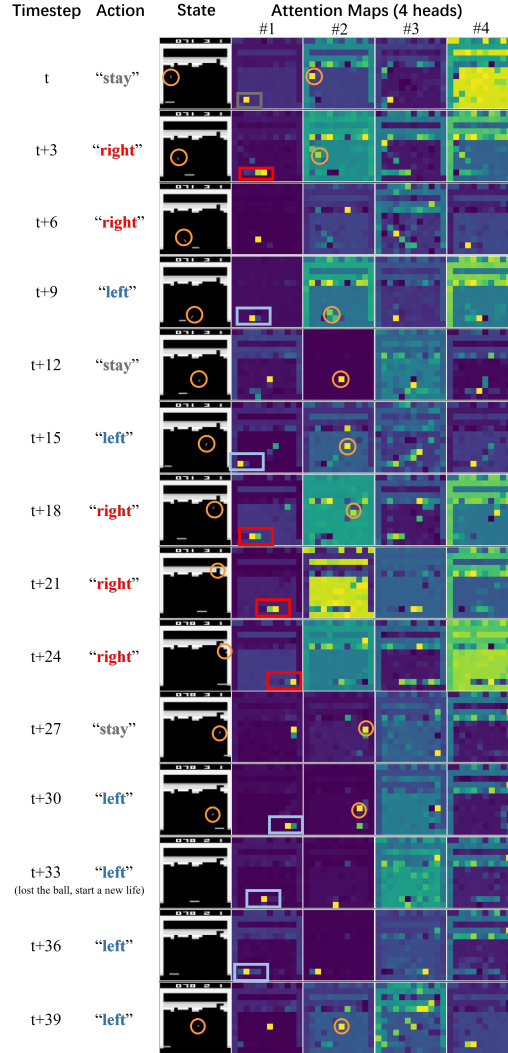 Timestep Action State Attention Maps (4 heads)
#1 #2 #3 #4
t “stay”
t+3 “right”
t+6 “right”
t+9 “left”
t+12 “stay”
t+15 “left”
t+18 “right”
t+21 “right”
t+24 “right”
t+27 “stay”
t+30 “left”
t+33 “left”
(lost the ball, start a new life)
t+36 “left”
t+39 “left”